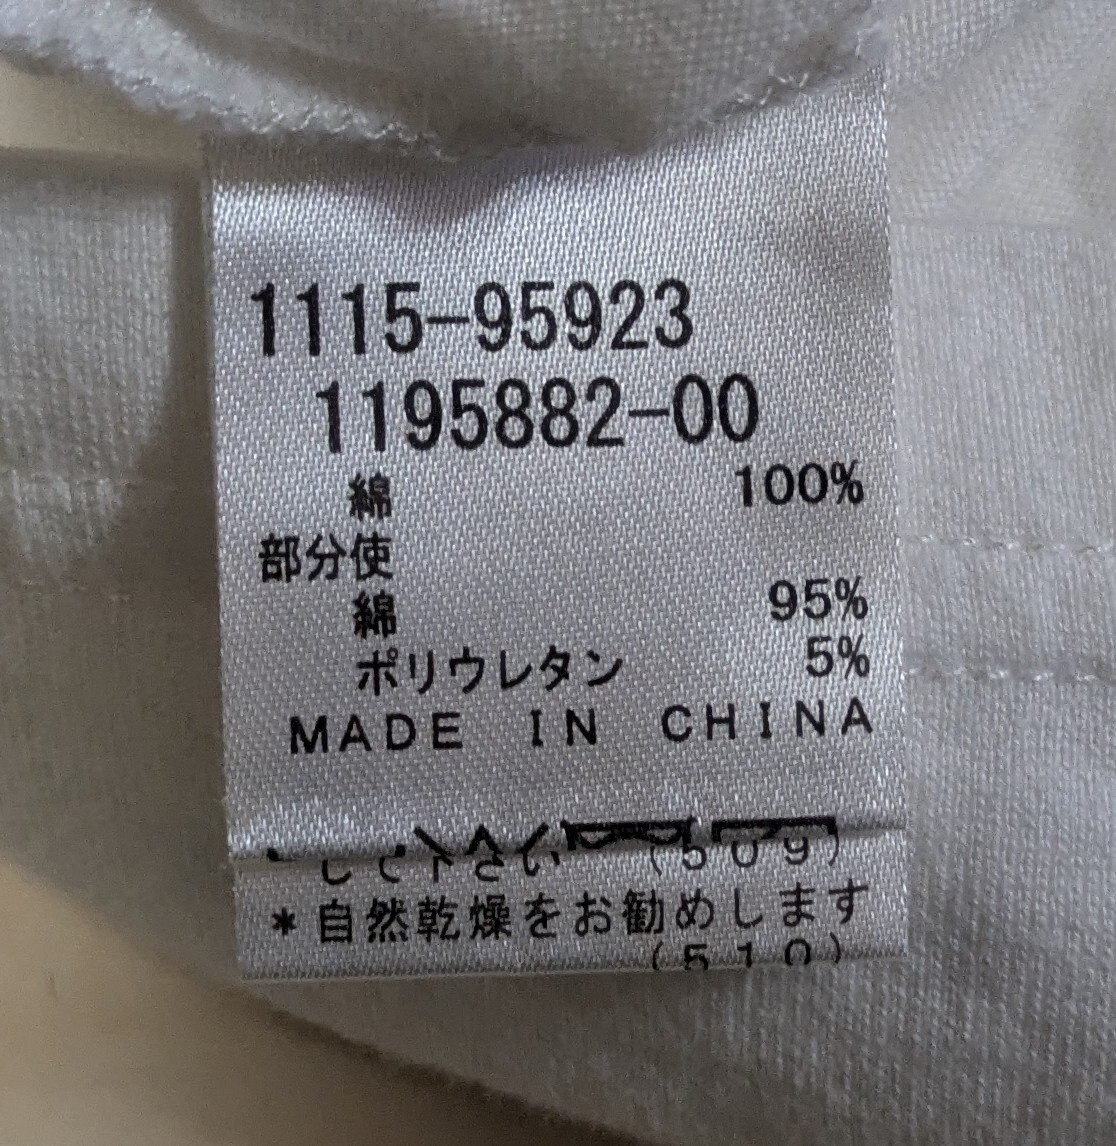 1115-95923
1195882-00
綿 100%
部分使
綿 95%
ポリウレタン 5%
MADE IN CHINA
して下さい (509)
*自然乾燥をお勧めします
(510)